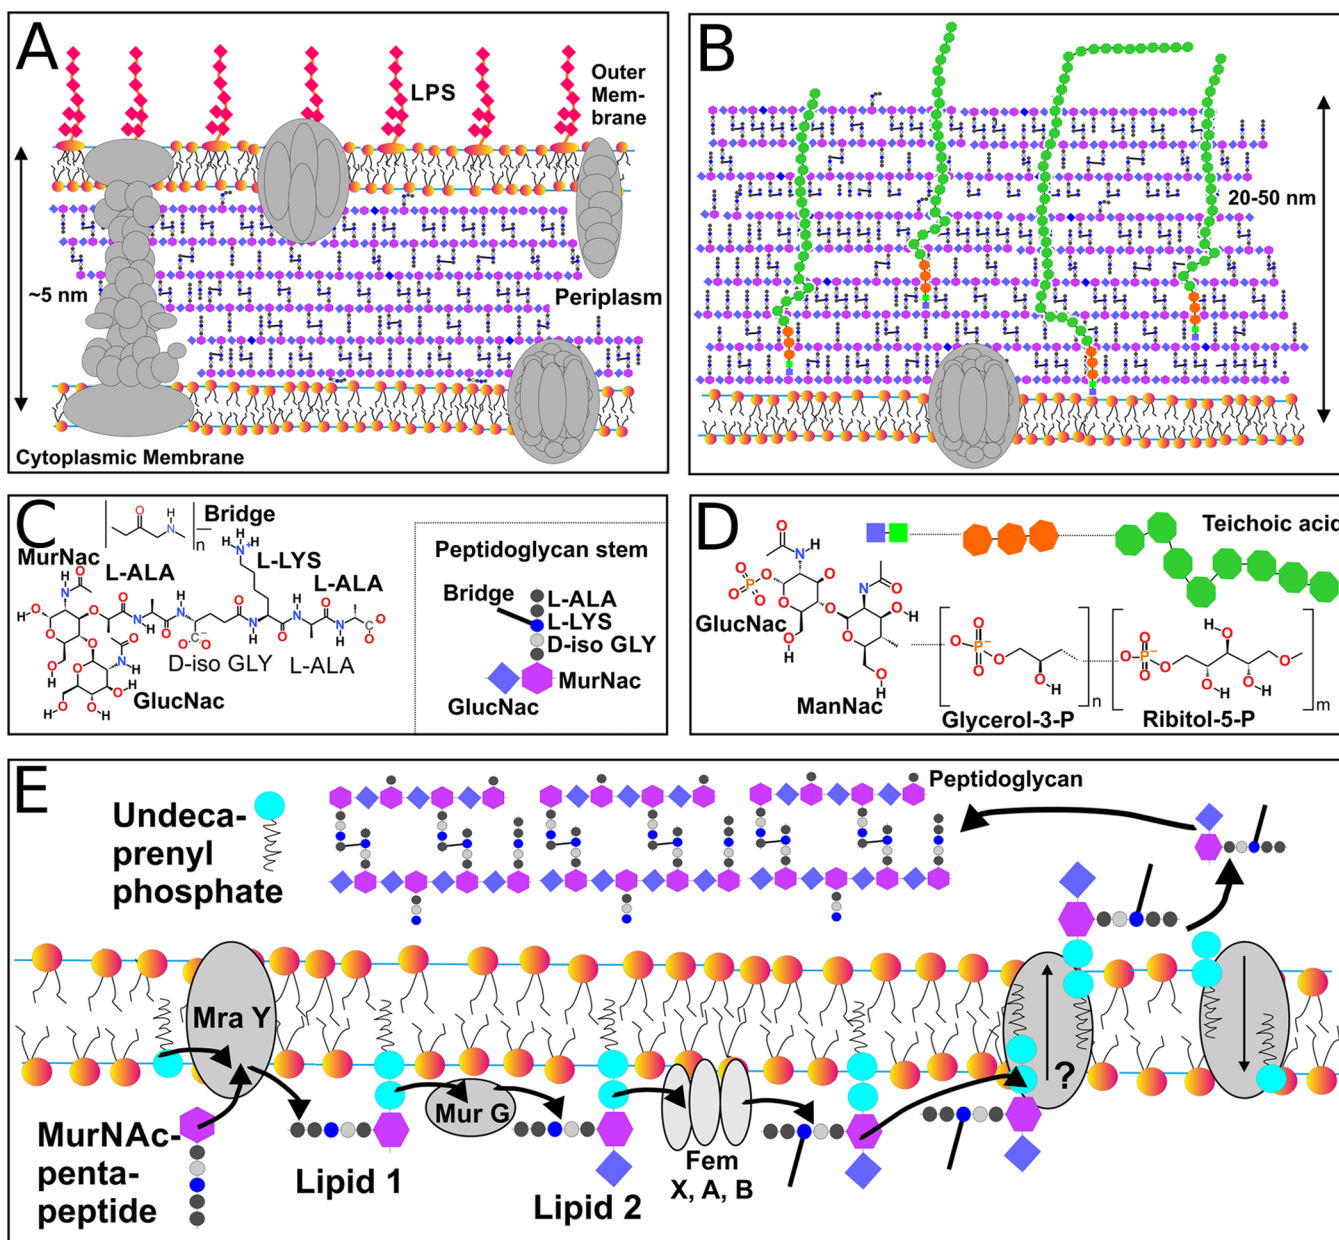 A
LPS
Outer
Mem-
brane
~5 nm
Periplasm
Cytoplasmic Membrane
B
20-50 nm
C
n
Bridge
MurNac
H
N
H H
H N+
L-LYS
L-ALA
L-ALA
D-iso GLY
L-ALA
GlucNac
Peptidoglycan stem
Bridge
L-ALA
L-LYS
D-iso GLY
MurNac
GlucNac
D
Teichoic acid
GlucNac
ManNac
Glycerol-3-P
n
Ribitol-5-P
m
E
Undeca-
prenyl
phosphate
Peptidoglycan
Mra Y
Mur G
?
MurNAc-
penta-
peptide
Lipid 1
Lipid 2
Fem
X, A, B